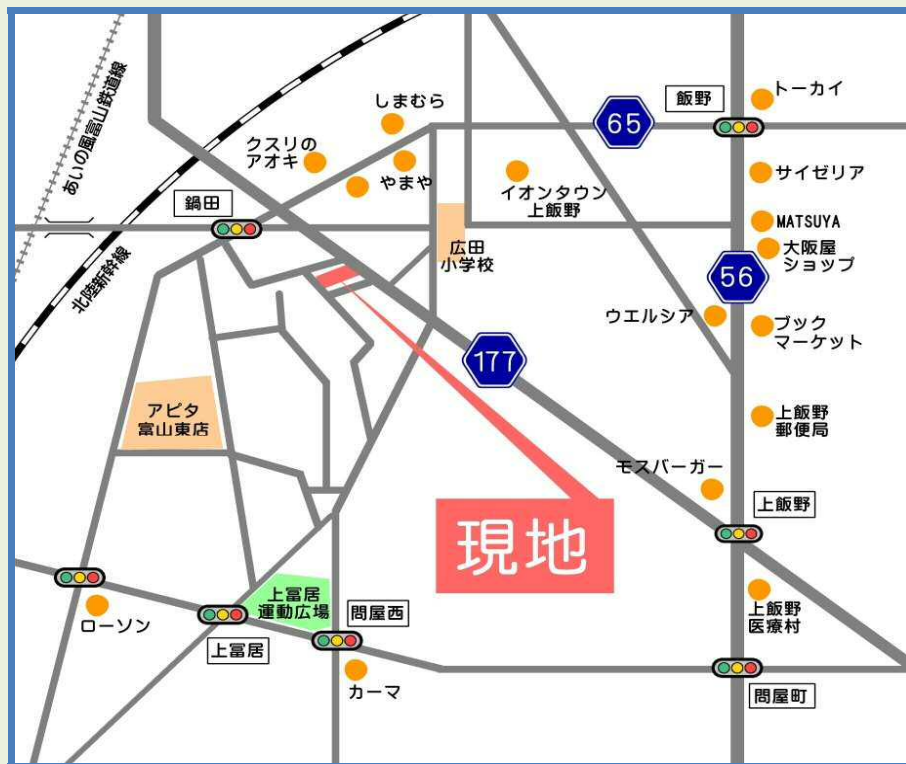 あいの風富山鉄道線
北陸新幹線
しまむら
クスリの
アオキ
やまや
鍋田
65
飯野
トーカイ
サイゼリア
イオンタウン
上飯野
MATSUYA
大阪屋
ショップ
広田
小学校
56
ウエルシア
ブック
マーケット
177
アピタ
富山東店
上飯野
郵便局
モスバーガー
上飯野
現地
上冨居
運動広場
問屋西
上飯野
医療村
ローソン
上冨居
カーマ
問屋町